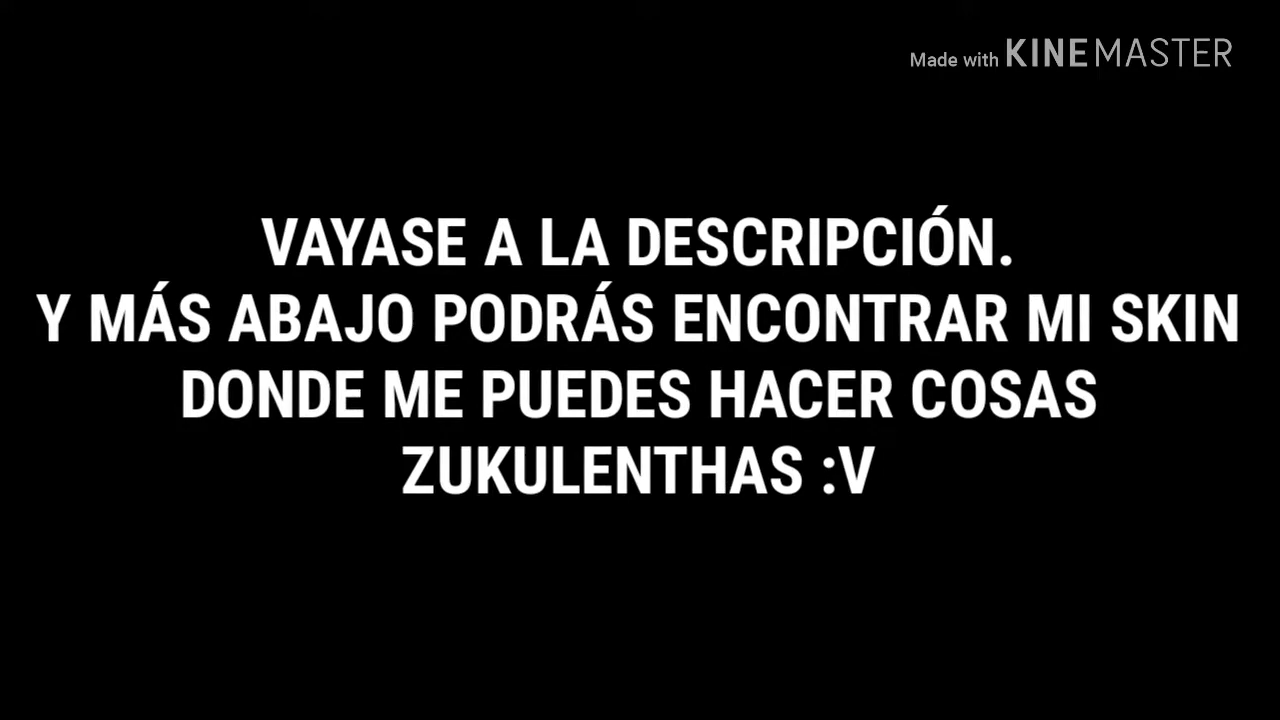 Made with KINEMASTER
VAYASE A LA DESCRIPCIÓN.
Y MÁS ABAJO PODRÁS ENCONTRAR MI SKIN
DONDE ME PUEDES HACER COSAS
ZUKULENTHAS :V